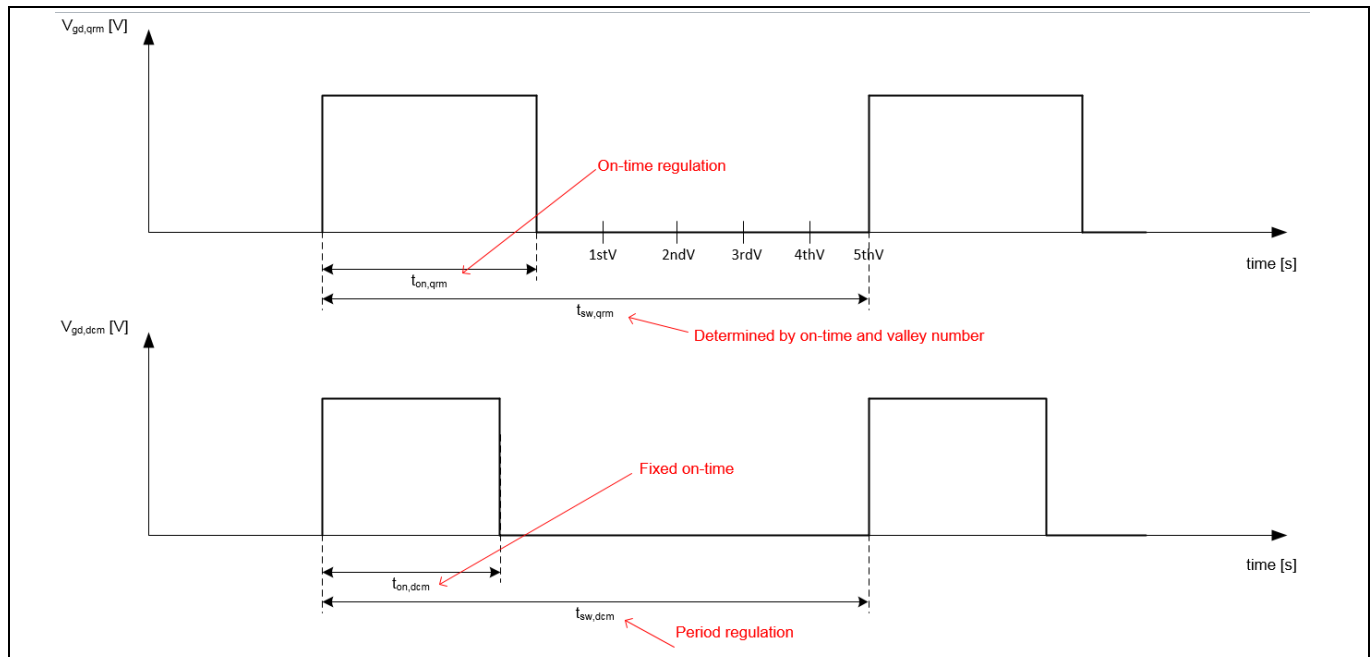 Vgd,qrm [V]
On-time regulation
1stV 2ndV 3rdV 4thV 5thV
time [s]
ton,qrm
tsw,qrm
Determined by on-time and valley number
Vgd,dcm [V]
Fixed on-time
time [s]
ton,dcm
tsw,dcm
Period regulation